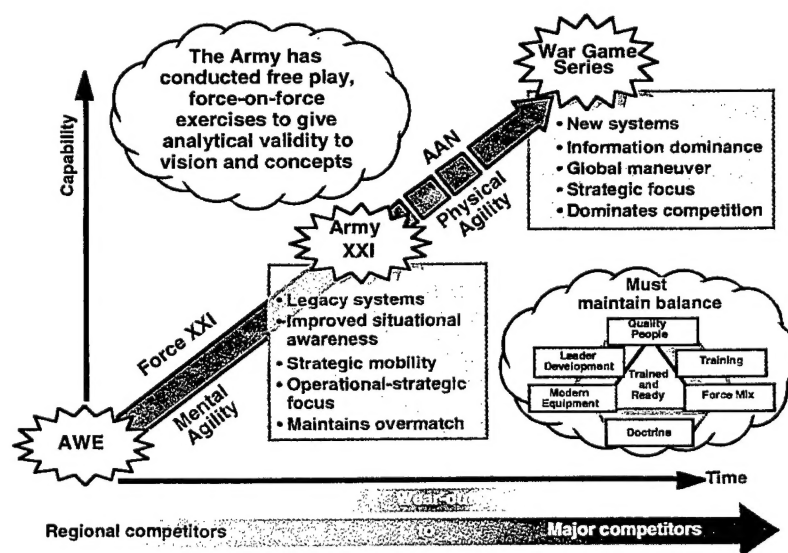 The Army has
conducted free play,
force-on-force
exercises to give
analytical validity to
vision and concepts
War Game
Series
• New systems
• Information dominance
• Global maneuver
• Strategic focus
• Dominates competition
Capability
AAN
Physical
Agility
Army
XXI
• Legacy systems
• Improved situational
awareness
• Strategic mobility
• Operational-strategic
focus
• Maintains overmatch
Force XXI
Mental
Agility
AWE
Must
maintain balance
Quality
People
Leader
Development
Training
Trained
and
Ready
Modern
Equipment
Force Mix
Doctrine
Time
Wear-out
Regional competitors to Major competitors